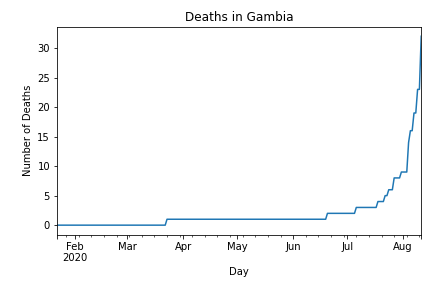 Deaths in Gambia
30
25
20
15
10
5
0
Number of Deaths
Feb
2020
Mar
Apr
May
Jun
Jul
Aug
Day